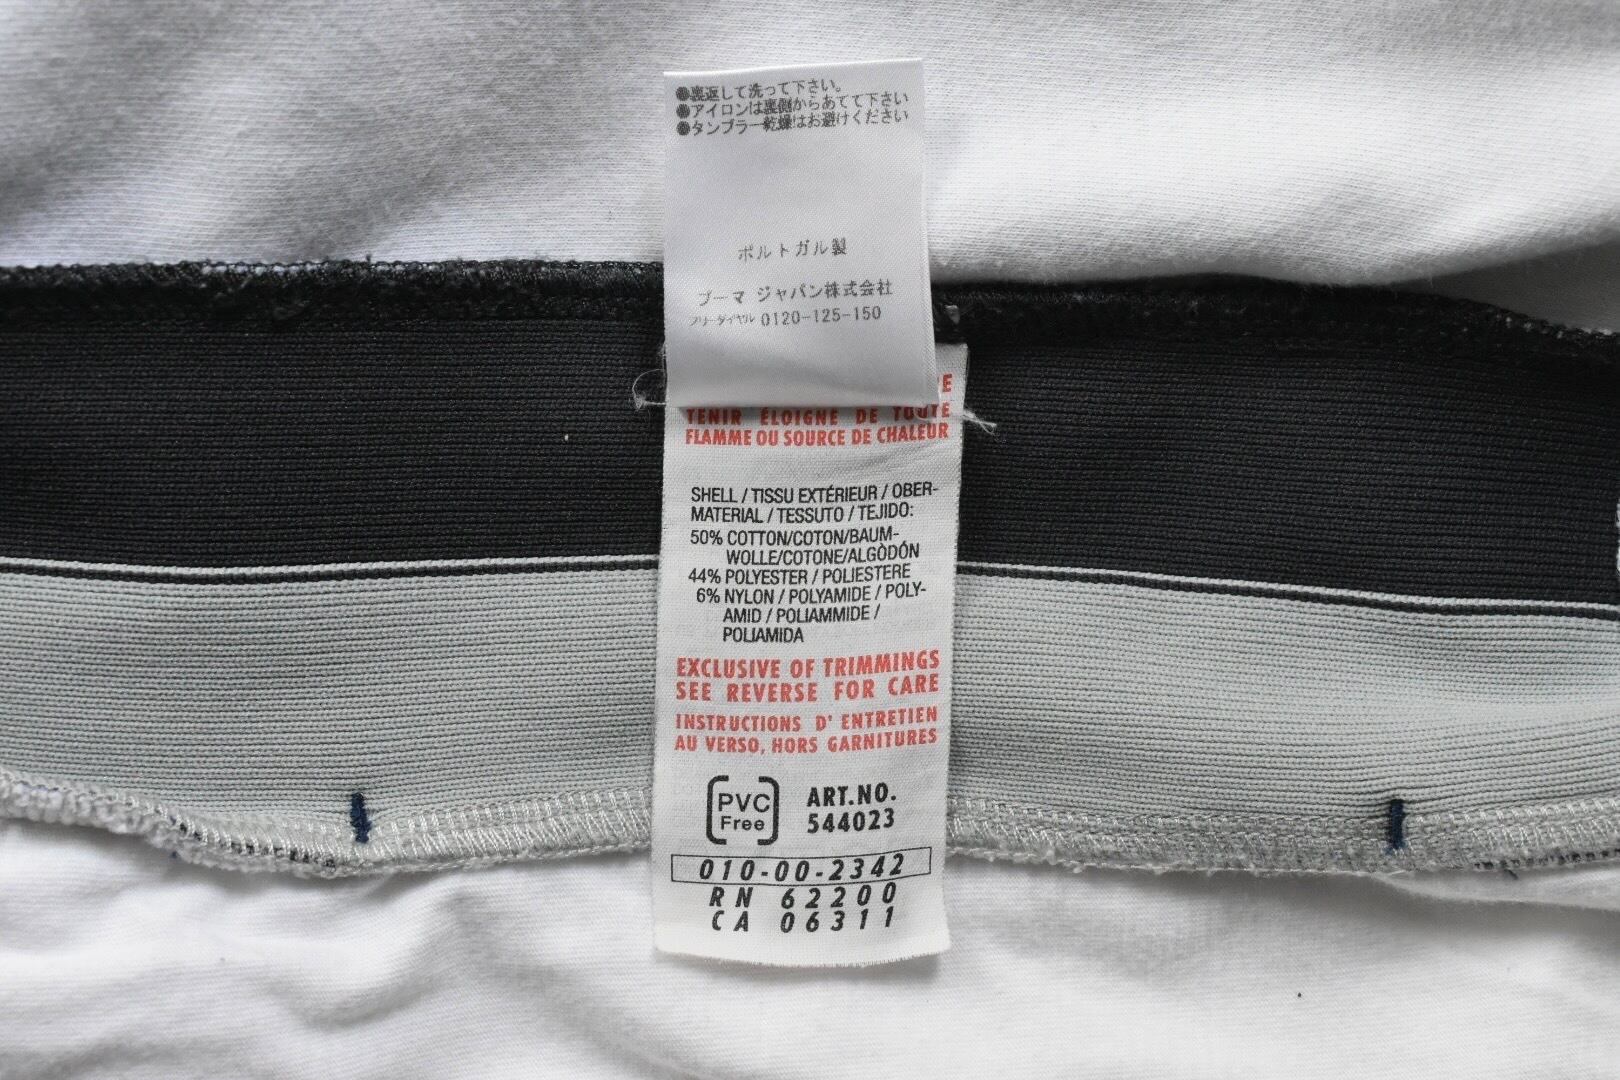 ●裏返して洗って下さい。
●アイロンは裏側からあてて下さい
●タンブラー乾燥はお避けください
ポルトガル製
プーマ ジャパン株式会社
フリーダイヤル 0120-125-150
TENIR ÉLOIGNE DE TOUTE
FLAMME OU SOURCE DE CHALEUR
SHELL / TISSU EXTÉRIEUR / OBER-
MATERIAL / TESSUTO / TEJIDO:
50% COTTON/COTON/BAUM-
WOLLE/COTONE/ALGÒDÓN
44% POLYESTER / POLIESTERE
6% NYLON / POLYAMIDE / POLY-
AMID / POLIAMMIDE /
POLIAMIDA
EXCLUSIVE OF TRIMMINGS
SEE REVERSE FOR CARE
INSTRUCTIONS D' ENTRETIEN
AU VERSO, HORS GARNITURES
PVC
Free
ART.NO.
544023
010-00-2342
RN 62200
CA 06311